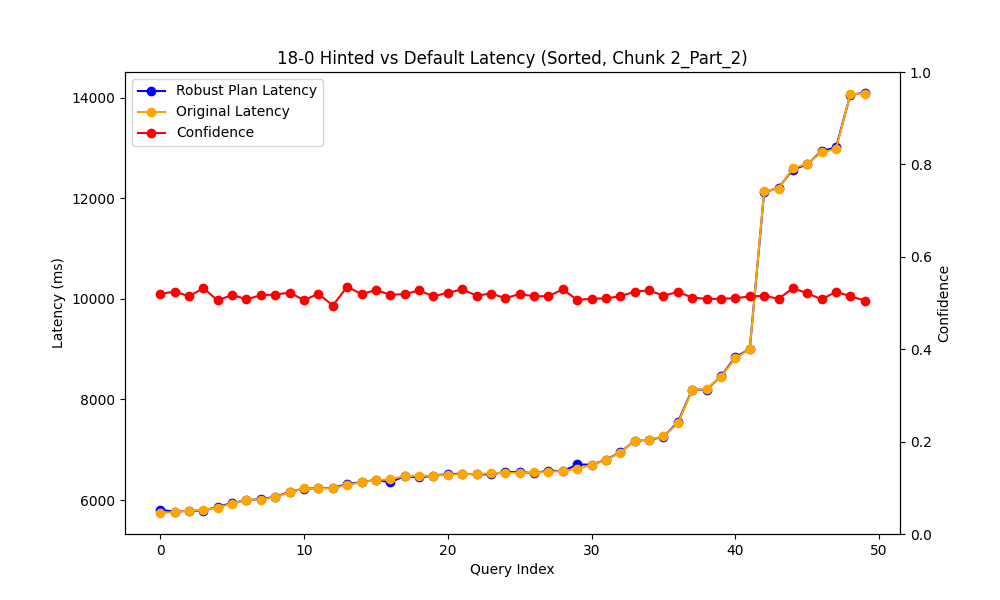 18-0 Hinted vs Default Latency (Sorted, Chunk 2_Part_2)
Robust Plan Latency
Original Latency
Confidence
14000
12000
10000
8000
6000
Latency (ms)
1.0
0.8
0.6
0.4
0.2
0.0
Confidence
0 10 20 30 40 50
Query Index